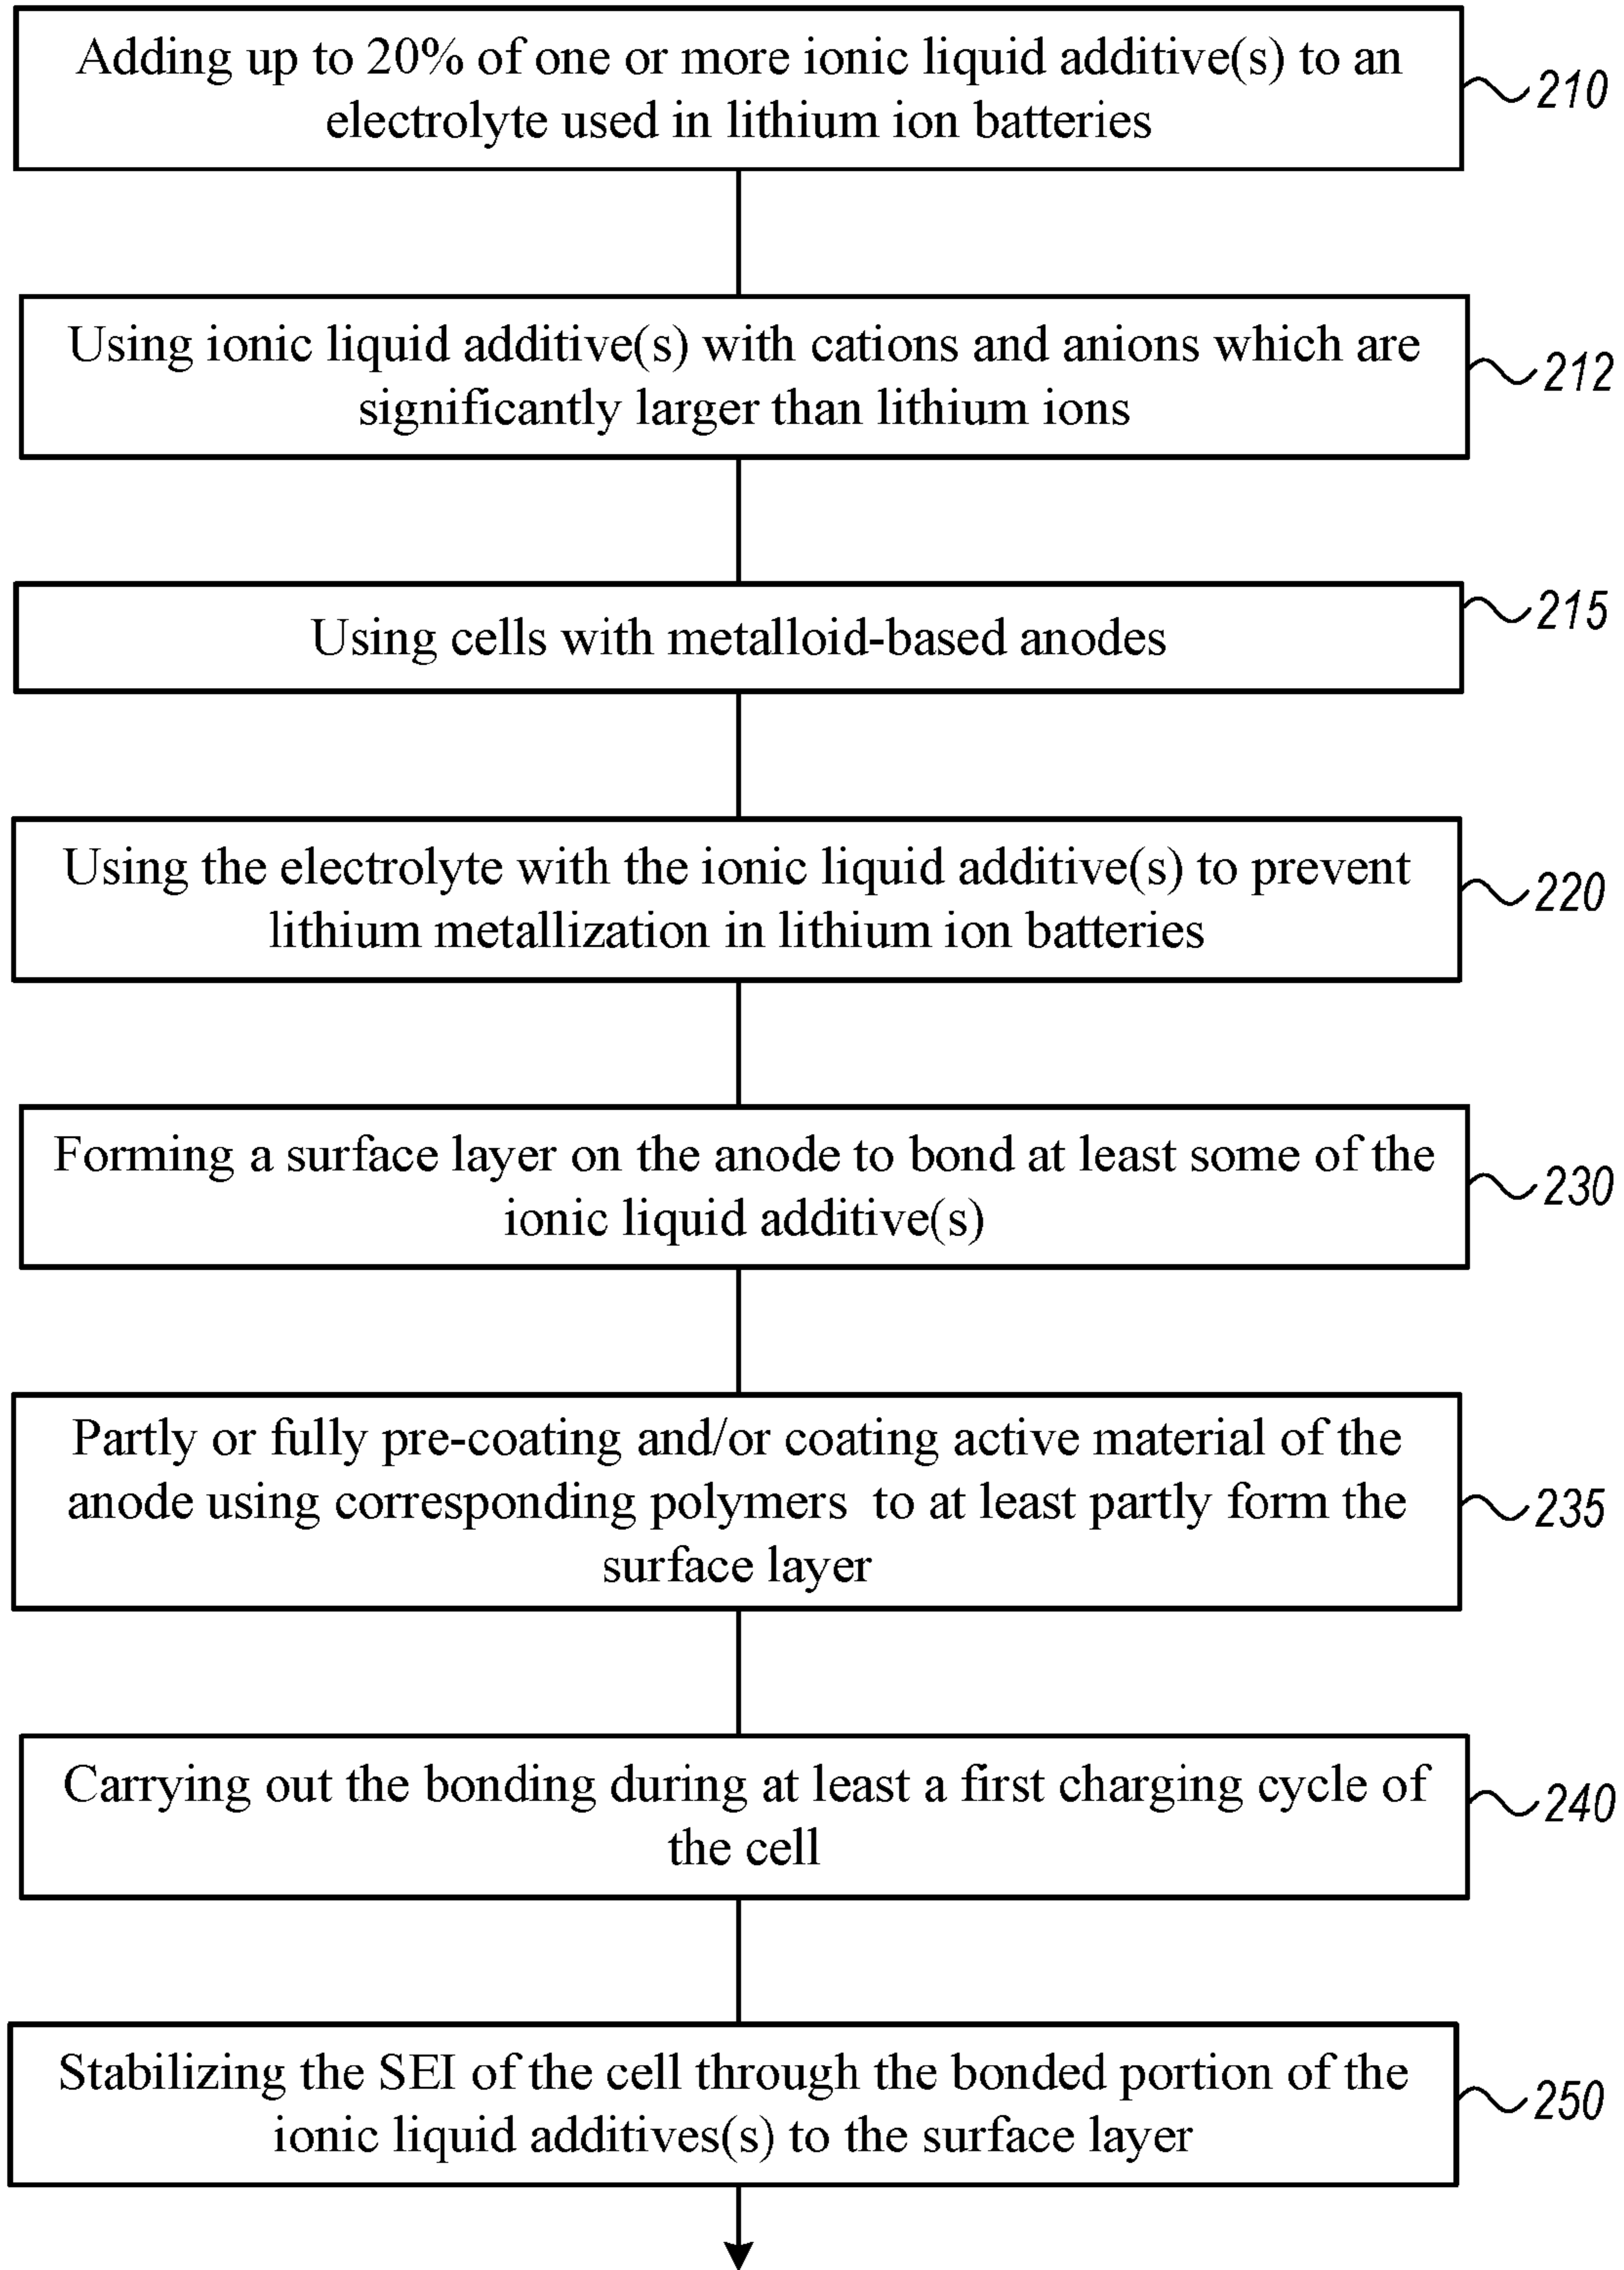 Adding up to 20% of one or more ionic liquid additive(s) to an
electrolyte used in lithium ion batteries
210
Using ionic liquid additive(s) with cations and anions which are
significantly larger than lithium ions
212
Using cells with metalloid-based anodes
215
Using the electrolyte with the ionic liquid additive(s) to prevent
lithium metallization in lithium ion batteries
220
Forming a surface layer on the anode to bond at least some of the
ionic liquid additive(s)
230
Partly or fully pre-coating and/or coating active material of the
anode using corresponding polymers to at least partly form the
surface layer
235
Carrying out the bonding during at least a first charging cycle of
the cell
240
Stabilizing the SEI of the cell through the bonded portion of the
ionic liquid additives(s) to the surface layer
250